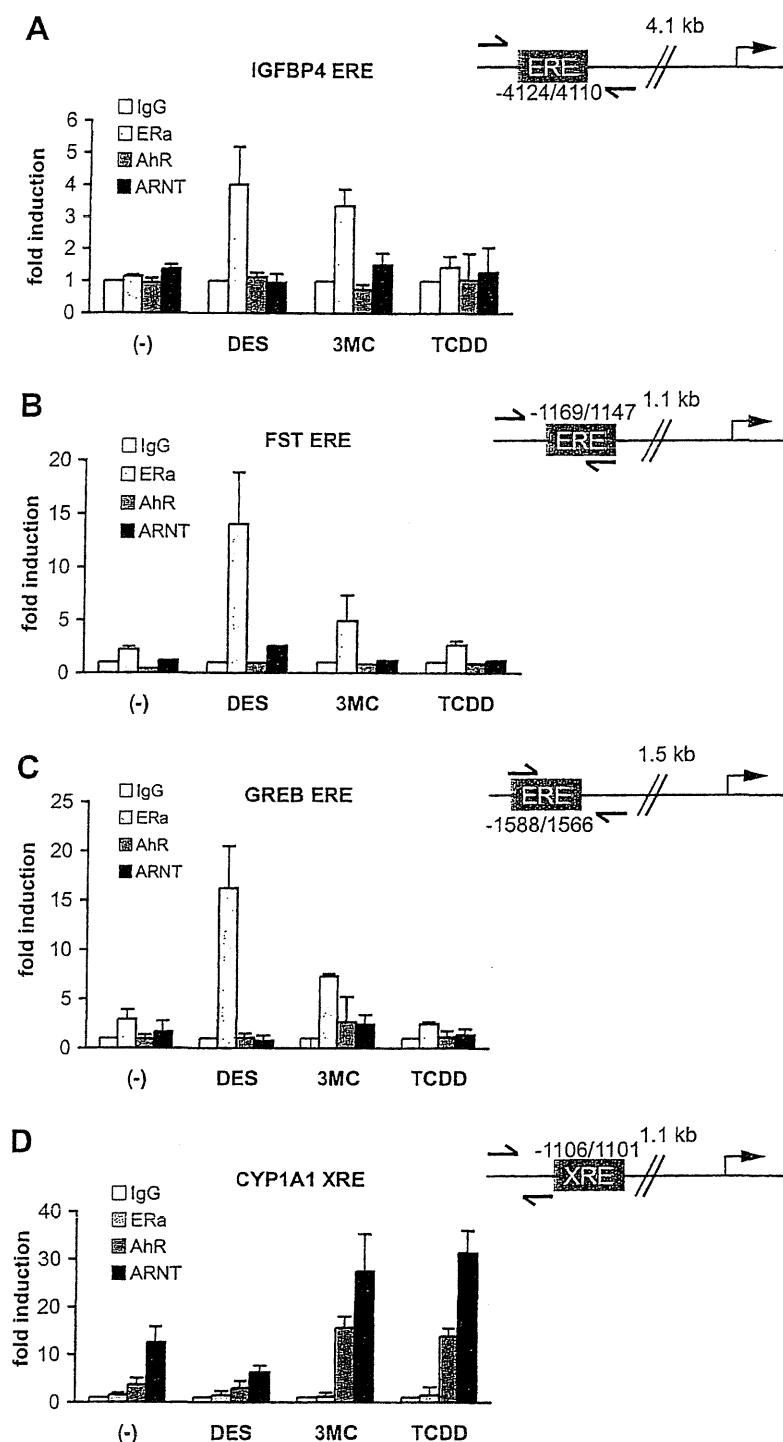 A
IGFBP4 ERE
4.1 kb
ERE
-4124/4110
IgG
ERa
AhR
ARNT
fold induction
6
5
4
3
2
1
0
(-) DES 3MC TCDD
B
FST ERE
-1169/1147
1.1 kb
ERE
IgG
ERa
AhR
ARNT
fold induction
20
15
10
5
0
(-) DES 3MC TCDD
C
GREB ERE
1.5 kb
ERE
-1588/1566
IgG
ERa
AhR
ARNT
fold induction
25
20
15
10
5
0
(-) DES 3MC TCDD
D
CYP1A1 XRE
-1106/1101
1.1 kb
XRE
IgG
ERa
AhR
ARNT
fold induction
40
30
20
10
0
(-) DES 3MC TCDD